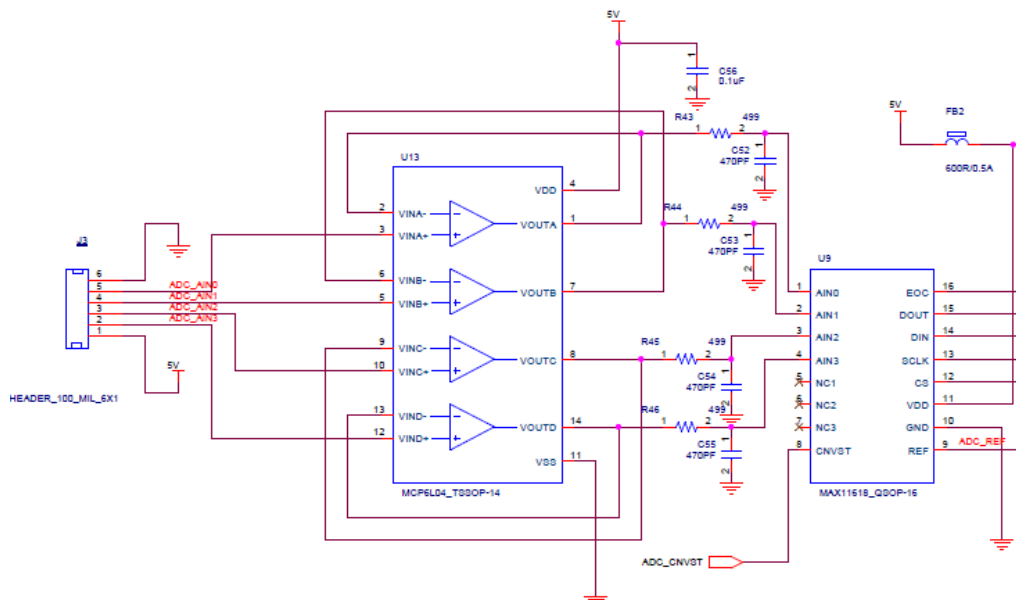 5V
1
C56
0.1uF
2
R43
499
1
2
5V
FB2
600R/0.5A
1
C52
470PF
2
U13
VDD
4
2
VINA-
VOUTA
1
3
VINA+
R44
499
1
2
1
C53
470PF
2
J3
6
5
ADC_AIN0
4
ADC_AIN1
3
ADC_AIN2
2
ADC_AIN3
1
5V
HEADER_100_MIL_6X1
6
VINB-
VOUTB
7
5
VINB+
9
VINC-
VOUTC
8
10
VINC+
13
VIND-
VOUTD
14
12
VIND+
VSS
11
MCP6L04_TSSOP-14
R45
499
1
2
1
C54
470PF
2
R46
499
1
2
1
C55
470PF
2
U9
1
AIN0
EOC
16
2
AIN1
DOUT
15
3
AIN2
DIN
14
4
AIN3
SCLK
13
5
NC1
CS
12
6
NC2
VDD
11
7
NC3
GND
10
8
CNVST
REF
9
ADC_REF
MAX11618_QSOP-16
ADC_CNVST